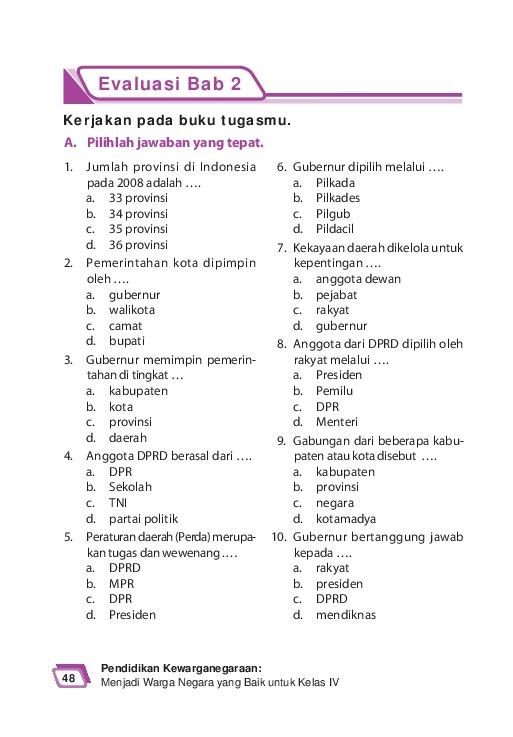 Evaluasi Bab 2
Kerjakan pada buku tugasmu.
A. Pilihlah jawaban yang tepat.
1. Jumlah provinsi di Indonesia
pada 2008 adalah ….
a. 33 provinsi
b. 34 provinsi
c. 35 provinsi
d. 36 provinsi
2. Pemerintahan kota dipimpin
oleh ….
a. gubernur
b. walikota
c. camat
d. bupati
3. Gubernur memimpin pemerin-
tahan di tingkat …
a. kabupaten
b. kota
c. provinsi
d. daerah
4. Anggota DPRD berasal dari ….
a. DPR
b. Sekolah
c. TNI
d. partai politik
5. Peraturan daerah (Perda) merupa-
kan tugas dan wewenang ….
a. DPRD
b. MPR
c. DPR
d. Presiden
6. Gubernur dipilih melalui ….
a. Pilkada
b. Pilkades
c. Pilgub
d. Pildacil
7. Kekayaan daerah dikelola untuk
kepentingan ….
a. anggota dewan
b. pejabat
c. rakyat
d. gubernur
8. Anggota dari DPRD dipilih oleh
rakyat melalui ….
a. Presiden
b. Pemilu
c. DPR
d. Menteri
9. Gabungan dari beberapa kabu-
paten atau kota disebut ….
a. kabupaten
b. provinsi
c. negara
d. kotamadya
10. Gubernur bertanggung jawab
kepada ….
a. rakyat
b. presiden
c. DPRD
d. mendiknas
48
Pendidikan Kewarganegaraan:
Menjadi Warga Negara yang Baik untuk Kelas IV